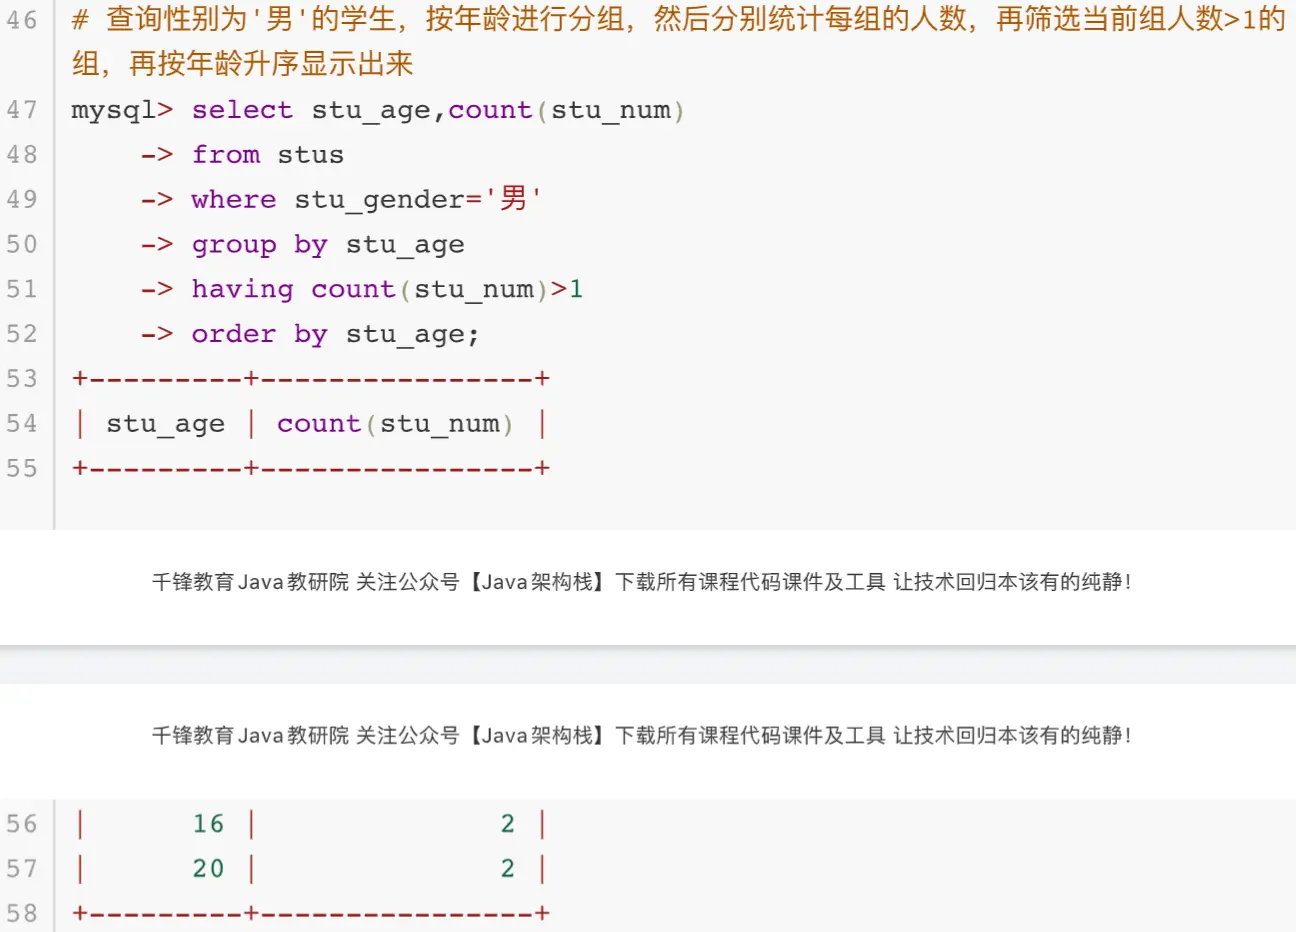 46 # 查询性别为'男'的学生，按年龄进行分组，然后分别统计每组的人数，再筛选当前组人数>1的
组，再按年龄升序显示出来
47 mysql> select stu_age,count(stu_num)
48     -> from stus
49     -> where stu_gender='男'
50     -> group by stu_age
51     -> having count(stu_num)>1
52     -> order by stu_age;
53 +---------+----------------+
54 | stu_age | count(stu_num) |
55 +---------+----------------+
千锋教育Java教研院 关注公众号【Java架构栈】下载所有课程代码课件及工具 让技术回归本该有的纯静！
千锋教育Java教研院 关注公众号【Java架构栈】下载所有课程代码课件及工具 让技术回归本该有的纯静！
56 |      16 |              2 |
57 |      20 |              2 |
58 +---------+----------------+